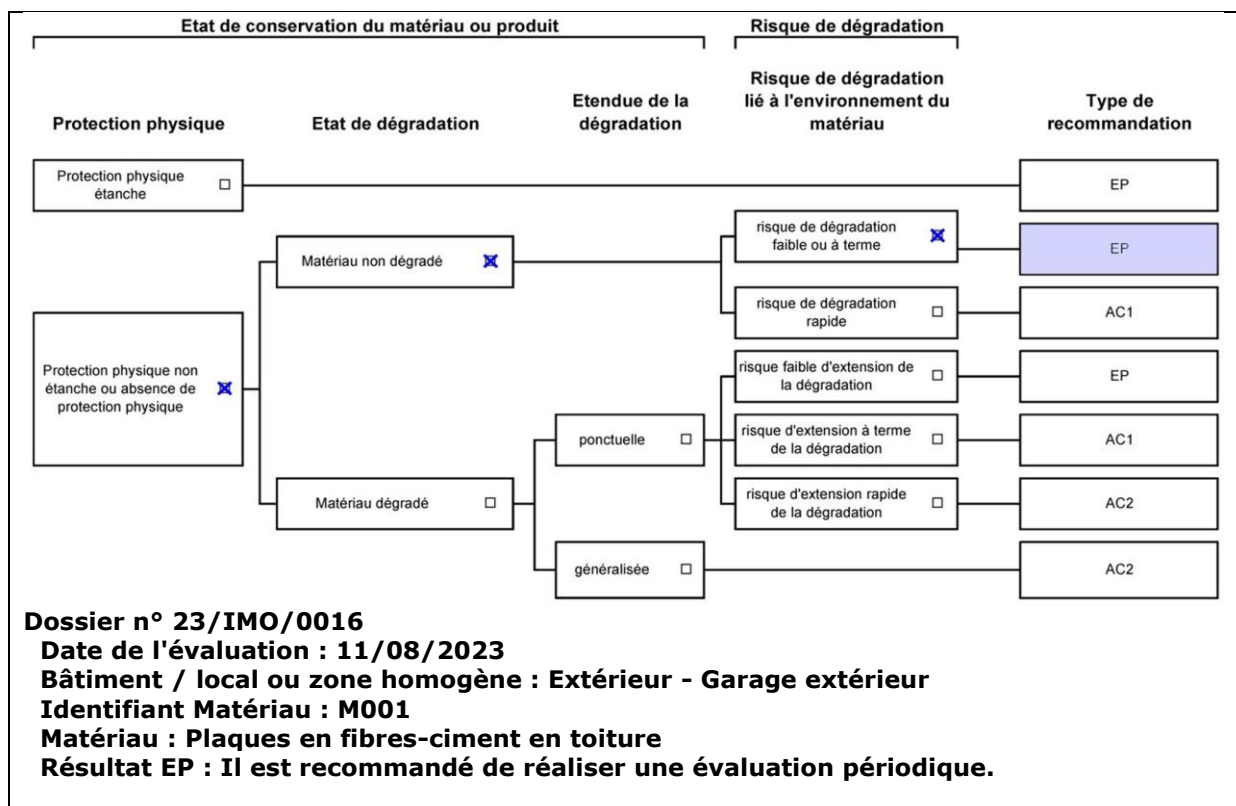 Etat de conservation du matériau ou produit
Risque de dégradation
Protection physique
Etat de dégradation
Etendue de la
dégradation
Risque de dégradation
lié à l'environnement du
matériau
Type de
recommandation
Protection physique
étanche
EP
risque de dégradation
faible ou à terme
EP
Matériau non dégradé
risque de dégradation
rapide
AC1
Protection physique non
étanche ou absence de
protection physique
risque faible d'extension de
la dégradation
EP
ponctuelle
risque d'extension à terme
de la dégradation
AC1
Matériau dégradé
risque d'extension rapide
de la dégradation
AC2
généralisée
AC2
Dossier n° 23/IMO/0016
Date de l'évaluation : 11/08/2023
Bâtiment / local ou zone homogène : Extérieur - Garage extérieur
Identifiant Matériau : M001
Matériau : Plaques en fibres-ciment en toiture
Résultat EP : Il est recommandé de réaliser une évaluation périodique.